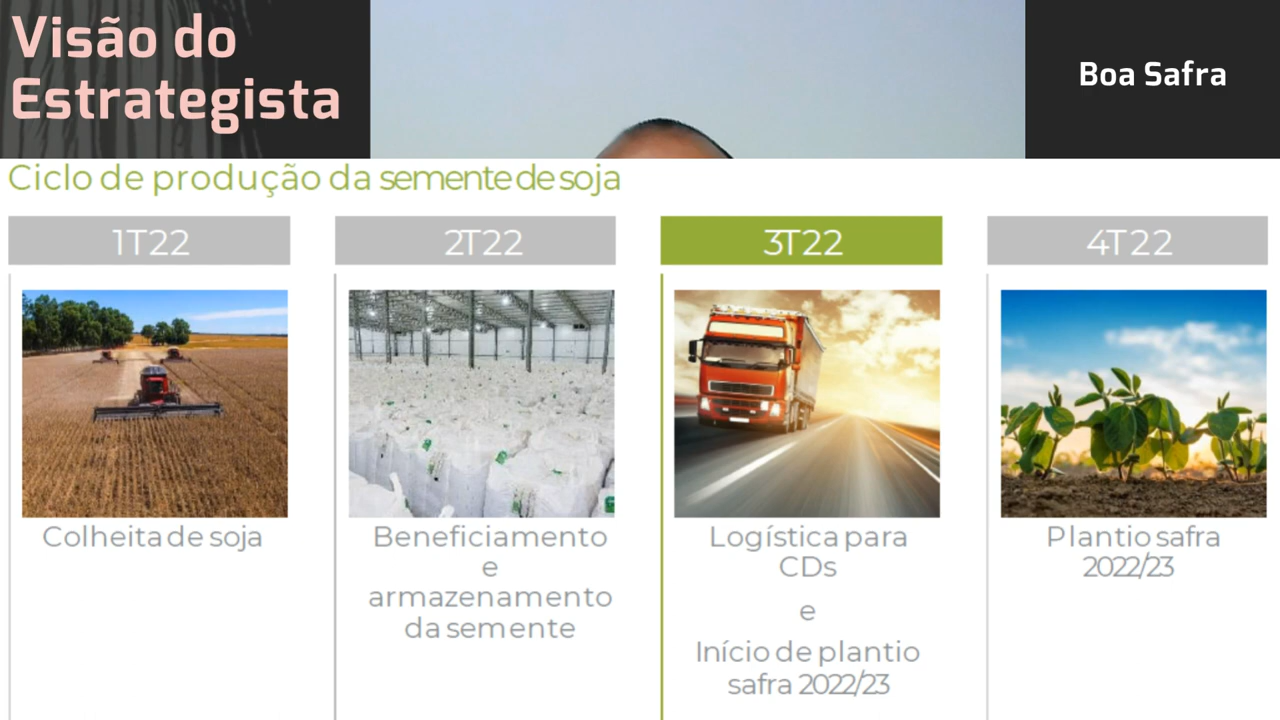 Visão do
Estrategista
Boa Safra
Ciclo de produção da semente de soja
1T22
2T22
3T22
4T22
Colheita de soja
Beneficiamento
e
armazenamento
da semente
Logística para
CDs
e
Início de plantio
safra 2022/23
Plantio safra
2022/23